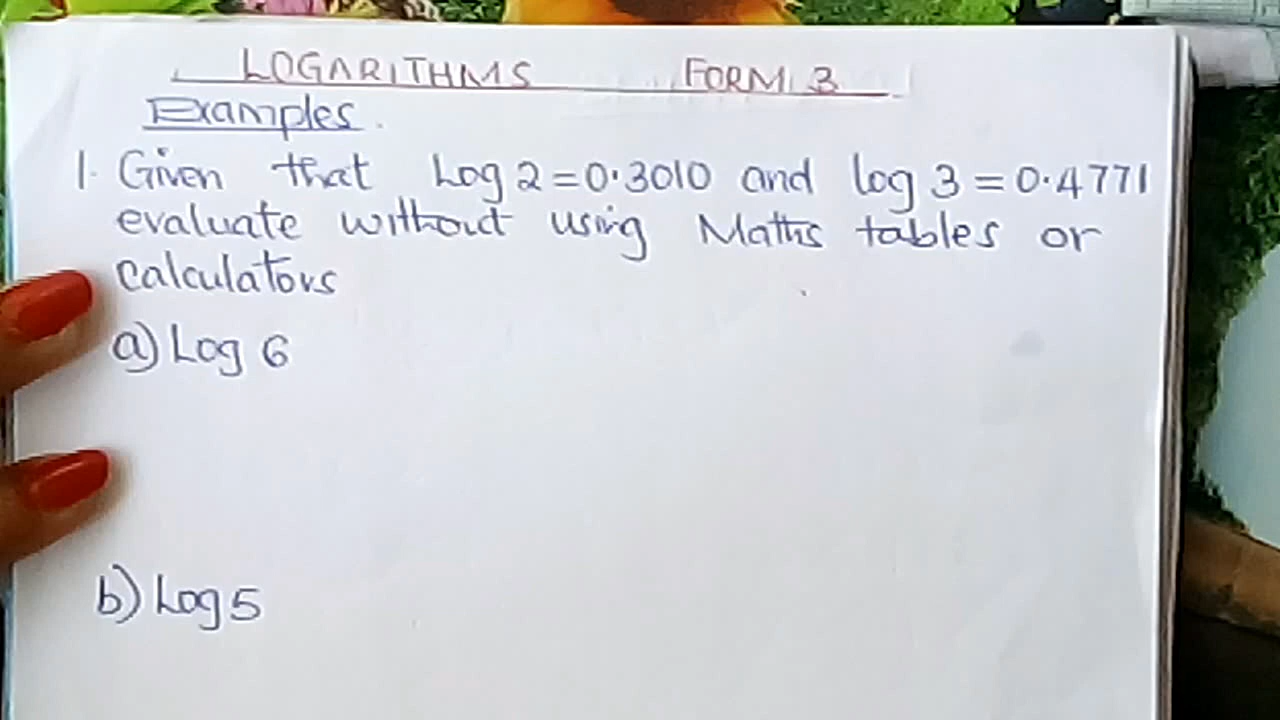 LOGARITHMS FORM 3
Examples.
1. Given that Log 2 = 0.3010 and log 3 = 0.4771
evaluate without using Maths tables or
calculators
a) Log 6
b) Log 5